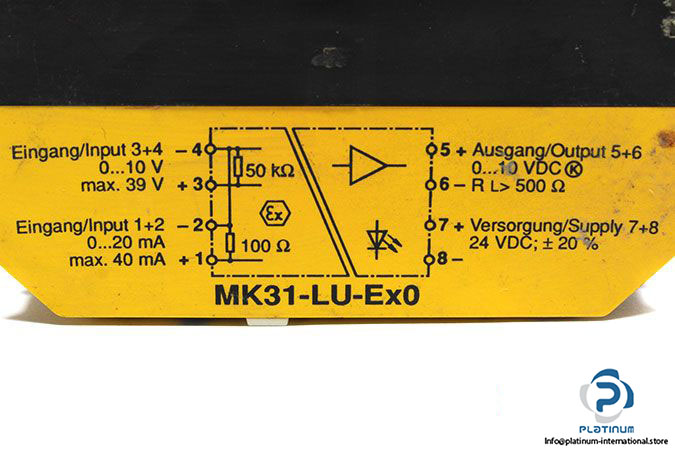 Eingang/Input 3+4 – 4
0...10 V
max. 39 V + 3
50 kΩ
Eingang/Input 1+2 – 2
0...20 mA
max. 40 mA + 1
100 Ω
Ex
5 + Ausgang/Output 5+6
0...10 VDC K
6 – R L> 500 Ω
7 + Versorgung/Supply 7+8
24 VDC; ± 20 %
8 –
MK31-LU-Ex0
P
PLATINUM
Info@platinum-international.store